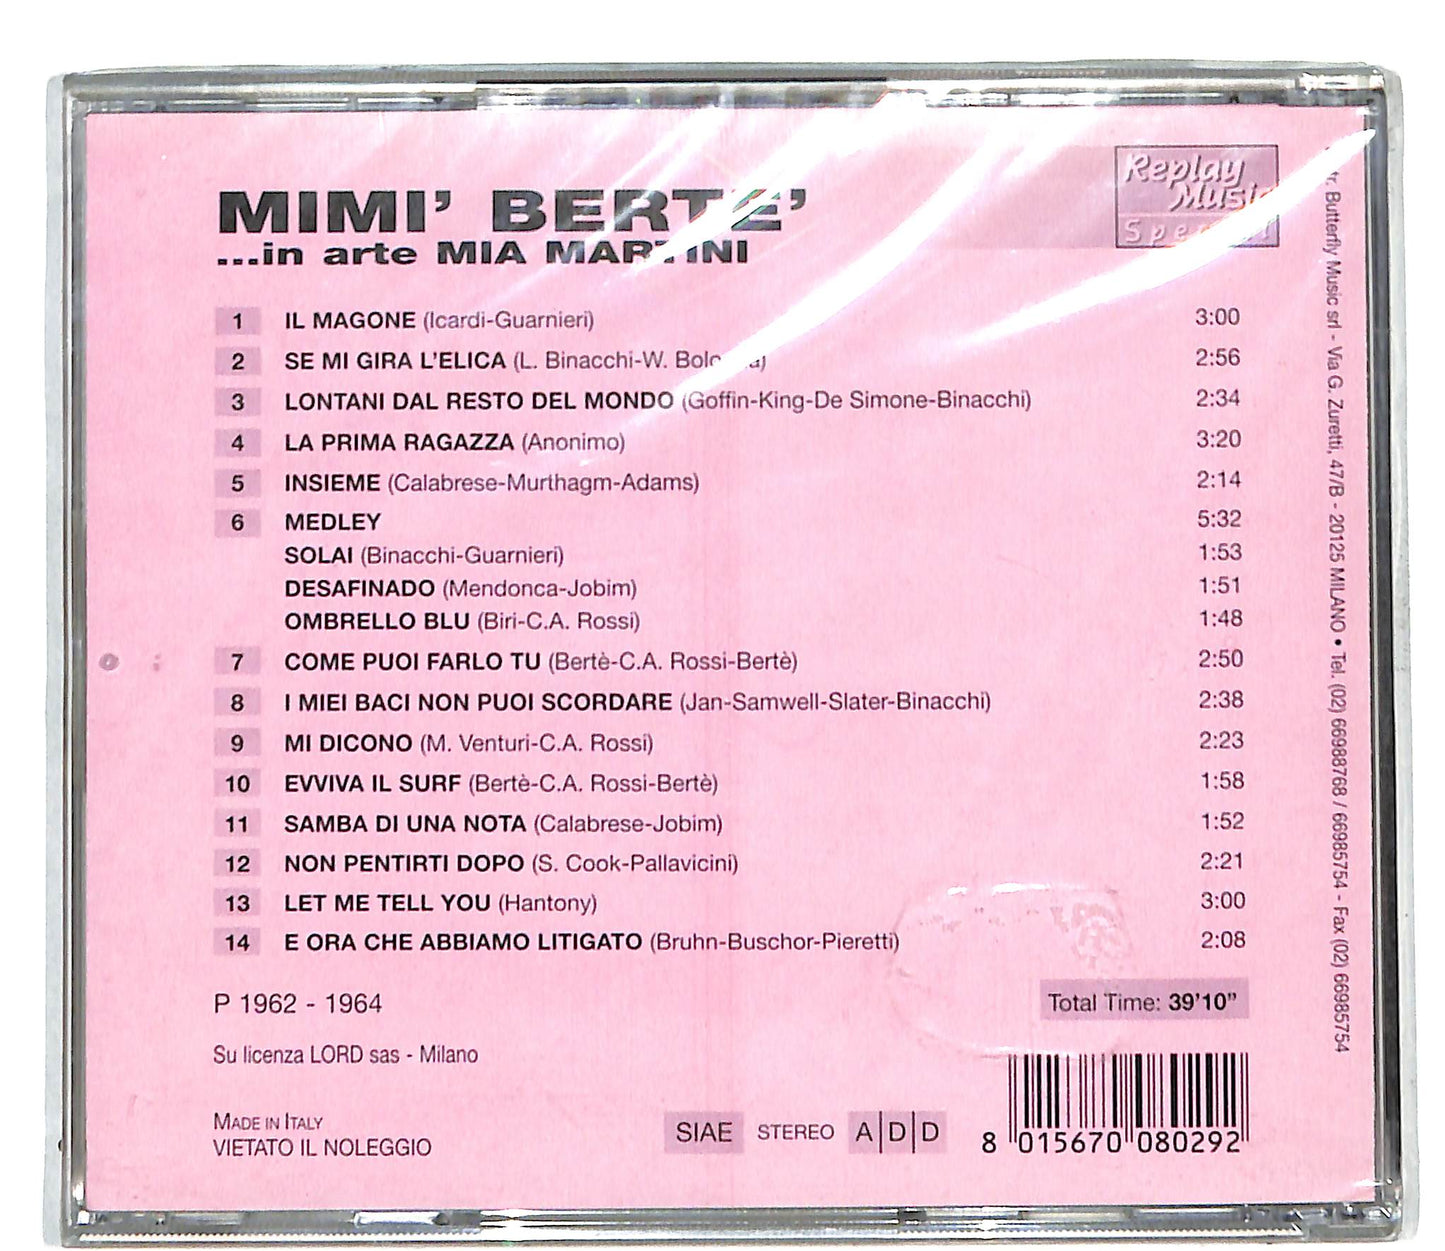 MIMI' BERTE'
...in arte MIA MARTINI
Replay
Music
1 IL MAGONE (Icardi-Guarnieri) 3:00
2 SE MI GIRA L'ELICA (L. Binacchi-W. 2:56
3 LONTANI DAL RESTO DEL MONDO (Goffin-King-De Simone-Binacchi) 2:34
4 LA PRIMA RAGAZZA (Anonimo) 3:20
5 INSIEME (Calabrese-Murthagm-Adams) 2:14
6 MEDLEY 5:32
SOLAI (Binacchi-Guarnieri) 1:53
DESAFINADO (Mendonca-Jobim) 1:51
OMBRELLO BLU (Biri-C.A. Rossi) 1:48
7 COME PUOI FARLO TU (Bertè-C.A. Rossi-Bertè) 2:50
8 I MIEI BACI NON PUOI SCORDARE (Jan-Samwell-Slater-Binacchi) 2:38
9 MI DICONO (M. Venturi-C.A. Rossi) 2:23
10 EVVIVA IL SURF (Bertè-C.A. Rossi-Bertè) 1:58
11 SAMBA DI UNA NOTA (Calabrese-Jobim) 1:52
12 NON PENTIRTI DOPO (S. Cook-Pallavicini) 2:21
13 LET ME TELL YOU (Hantony) 3:00
14 E ORA CHE ABBIAMO LITIGATO (Bruhn-Buschor-Pieretti) 2:08
P 1962 - 1964
Total Time: 39'10"
Su licenza LORD sas - Milano
MADE IN ITALY
VIETATO IL NOLEGGIO
SIAE STEREO A|D|D
8 015670 080292
Butterfly Music srl - Via G. Zuretti, 47/B - 20125 MILANO • Tel. (02) 66988768 / 66985754 - Fax (02) 66985754